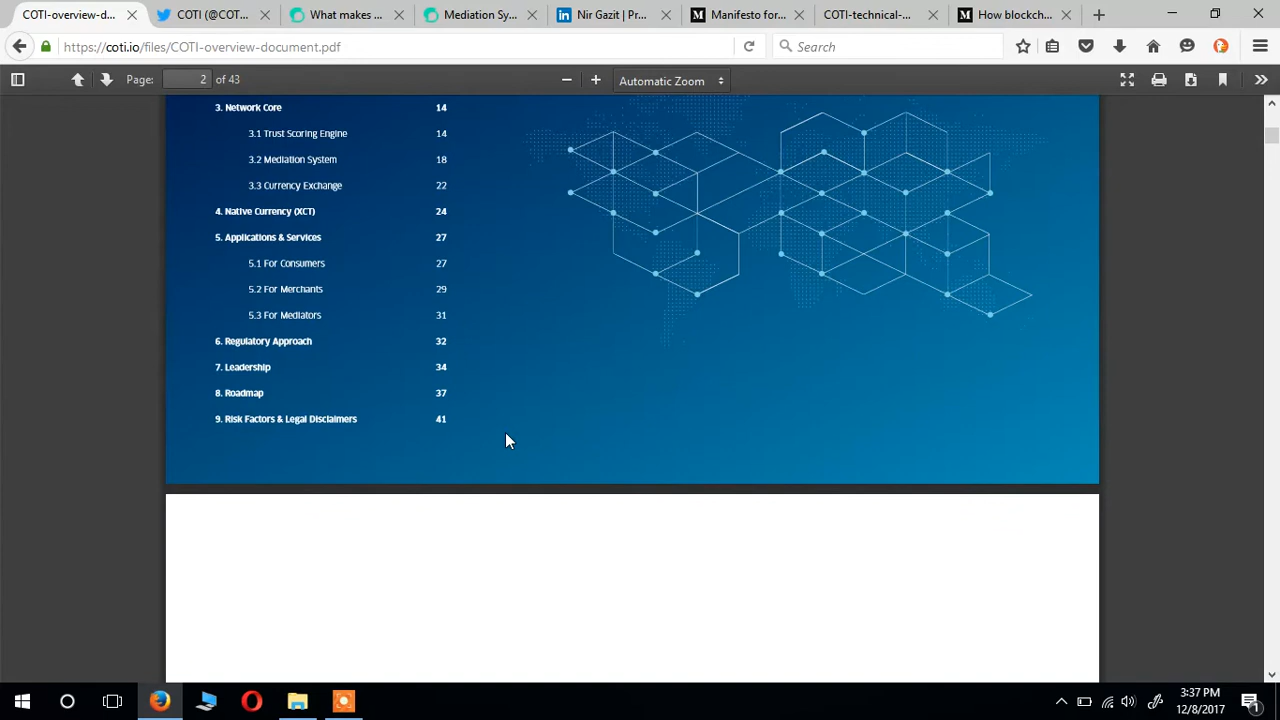 COTI-overview-d...
COTI (@COT...
What makes ...
Mediation Sy...
Nir Gazit | Pr...
Manifesto for...
COTI-technical-...
How blockch...
https://coti.io/files/COTI-overview-document.pdf
Search
Page: 2 of 43
Automatic Zoom
3. Network Core 14
3.1 Trust Scoring Engine 14
3.2 Mediation System 18
3.3 Currency Exchange 22
4. Native Currency (XCT) 24
5. Applications & Services 27
5.1 For Consumers 27
5.2 For Merchants 29
5.3 For Mediators 31
6. Regulatory Approach 32
7. Leadership 34
8. Roadmap 37
9. Risk Factors & Legal Disclaimers 41
3:37 PM
12/8/2017
1